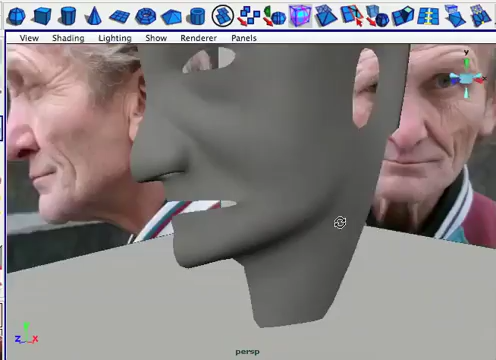 View Shading Lighting Show Renderer Panels
y
x
z x
persp